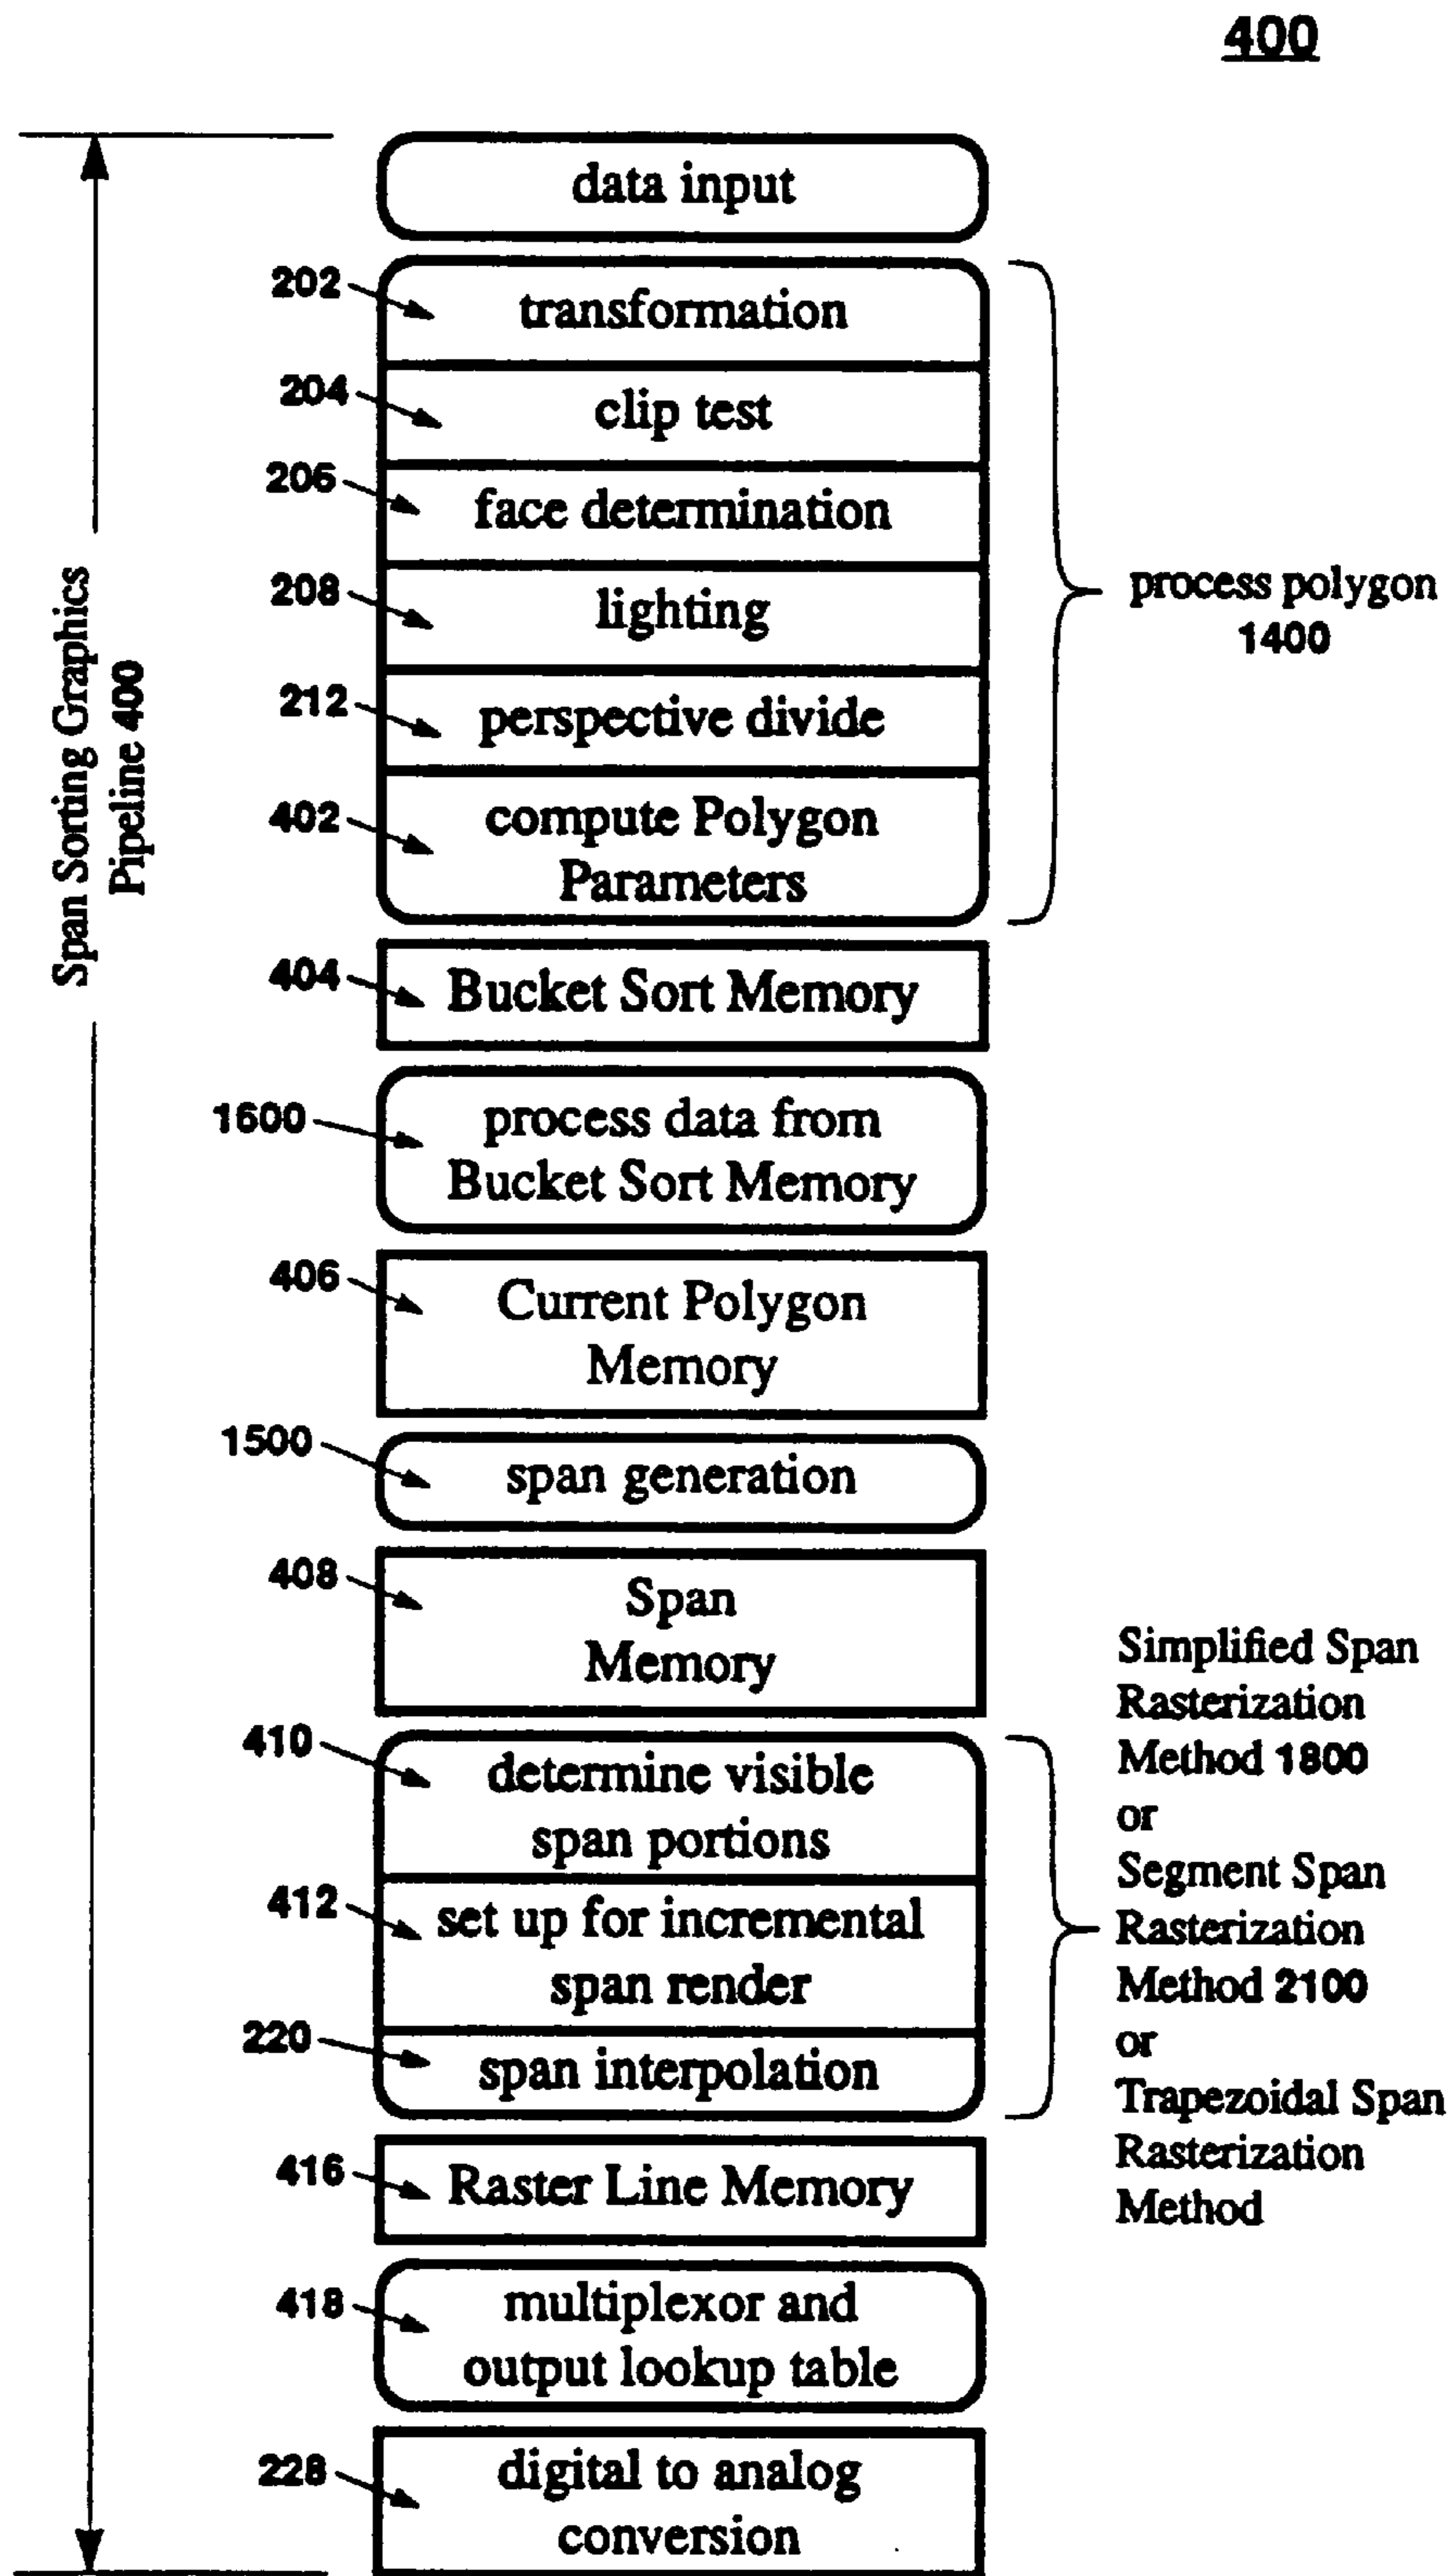 400
Span Sorting Graphics
Pipeline 400
data input
202
transformation
204
clip test
206
face determination
208
lighting
212
perspective divide
402
compute Polygon
Parameters
process polygon
1400
404
Bucket Sort Memory
1600
process data from
Bucket Sort Memory
406
Current Polygon
Memory
1500
span generation
408
Span
Memory
410
determine visible
span portions
412
set up for incremental
span render
220
span interpolation
Simplified Span
Rasterization
Method 1800
or
Segment Span
Rasterization
Method 2100
or
Trapezoidal Span
Rasterization
Method
416
Raster Line Memory
418
multiplexor and
output lookup table
228
digital to analog
conversion